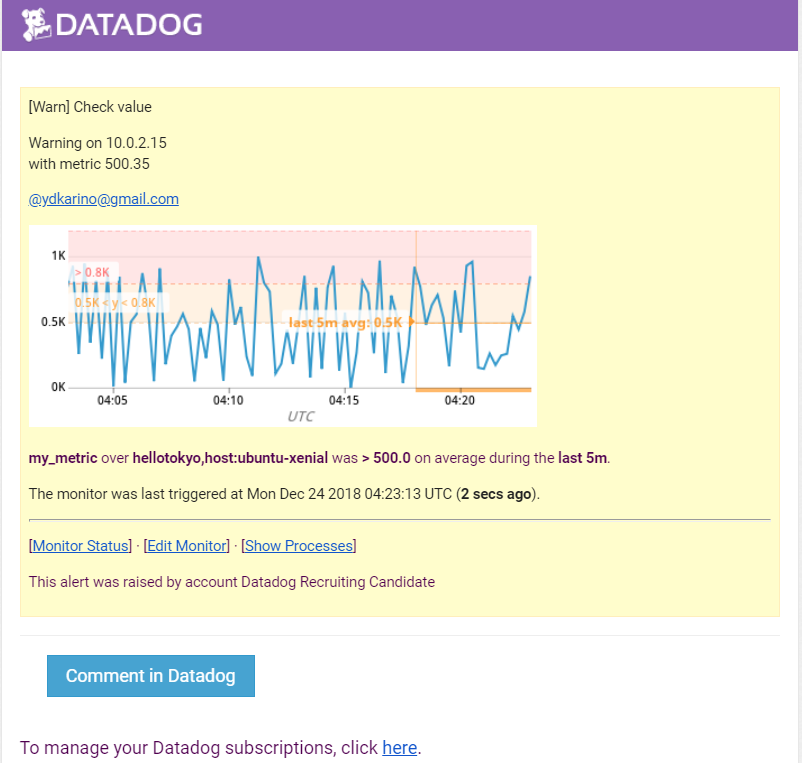 DATADOG
[Warn] Check value
Warning on 10.0.2.15
with metric 500.35
@ydkarino@gmail.com
1K
> 0.8K
0.5K < y < 0.8K
0.5K
last 5m avg: 0.5K
0K
04:05 04:10 04:15 04:20
UTC
my_metric over hellotokyo,host:ubuntu-xenial was > 500.0 on average during the last 5m.
The monitor was last triggered at Mon Dec 24 2018 04:23:13 UTC (2 secs ago).
[Monitor Status] · [Edit Monitor] · [Show Processes]
This alert was raised by account Datadog Recruiting Candidate
Comment in Datadog
To manage your Datadog subscriptions, click here.